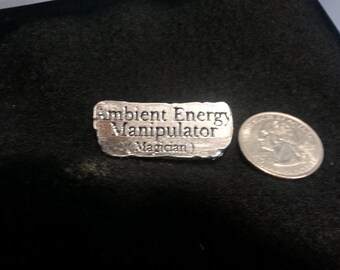 Ambient Energy
Manipulator
(Magician)